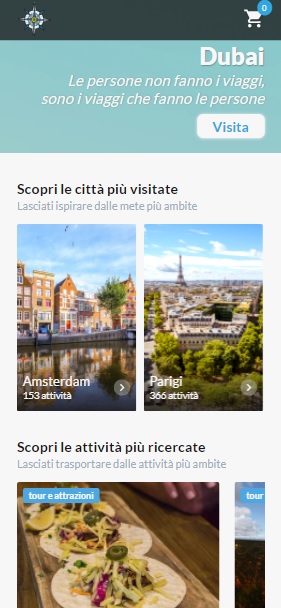 0
Dubai
Le persone non fanno i viaggi,
sono i viaggi che fanno le persone
Visita
Scopri le città più visitate
Lasciati ispirare dalle mete più ambite
Amsterdam
153 attività
Parigi
366 attività
Scopri le attività più ricercate
Lasciati trasportare dalle attività più ambite
tour e attrazioni
tour